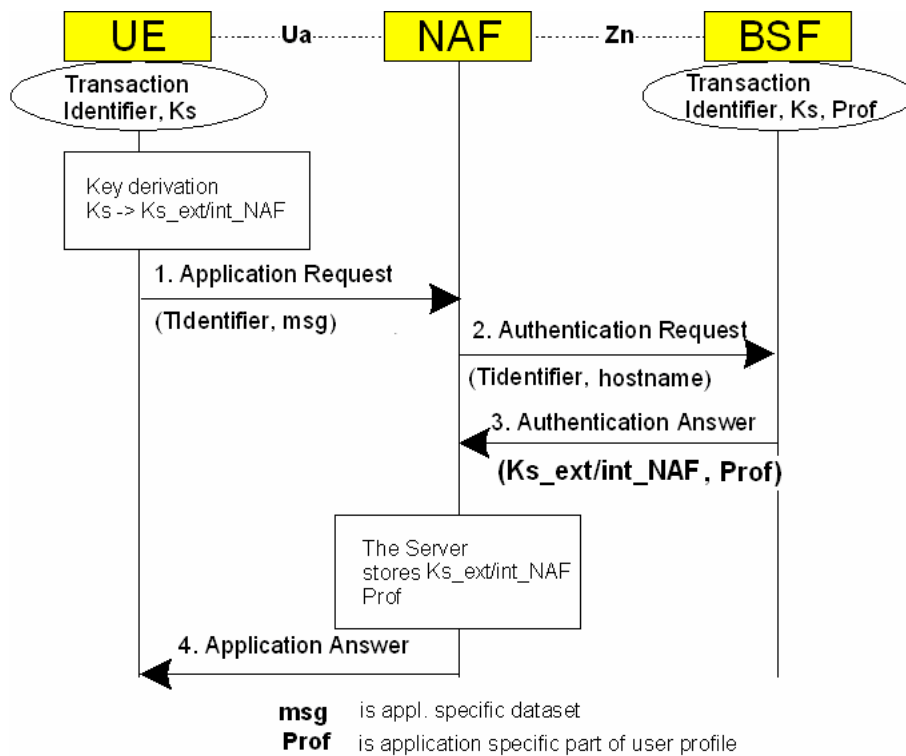 UE
Ua
NAF
Zn
BSF
Transaction
Identifier, Ks
Transaction
Identifier, Ks, Prof
Key derivation
Ks -> Ks_ext/int_NAF
1. Application Request
(TIdentifier, msg)
2. Authentication Request
(Tidentifier, hostname)
3. Authentication Answer
(Ks_ext/int_NAF, Prof)
The Server
stores Ks_ext/int_NAF
Prof
4. Application Answer
msg is appl. specific dataset
Prof is application specific part of user profile